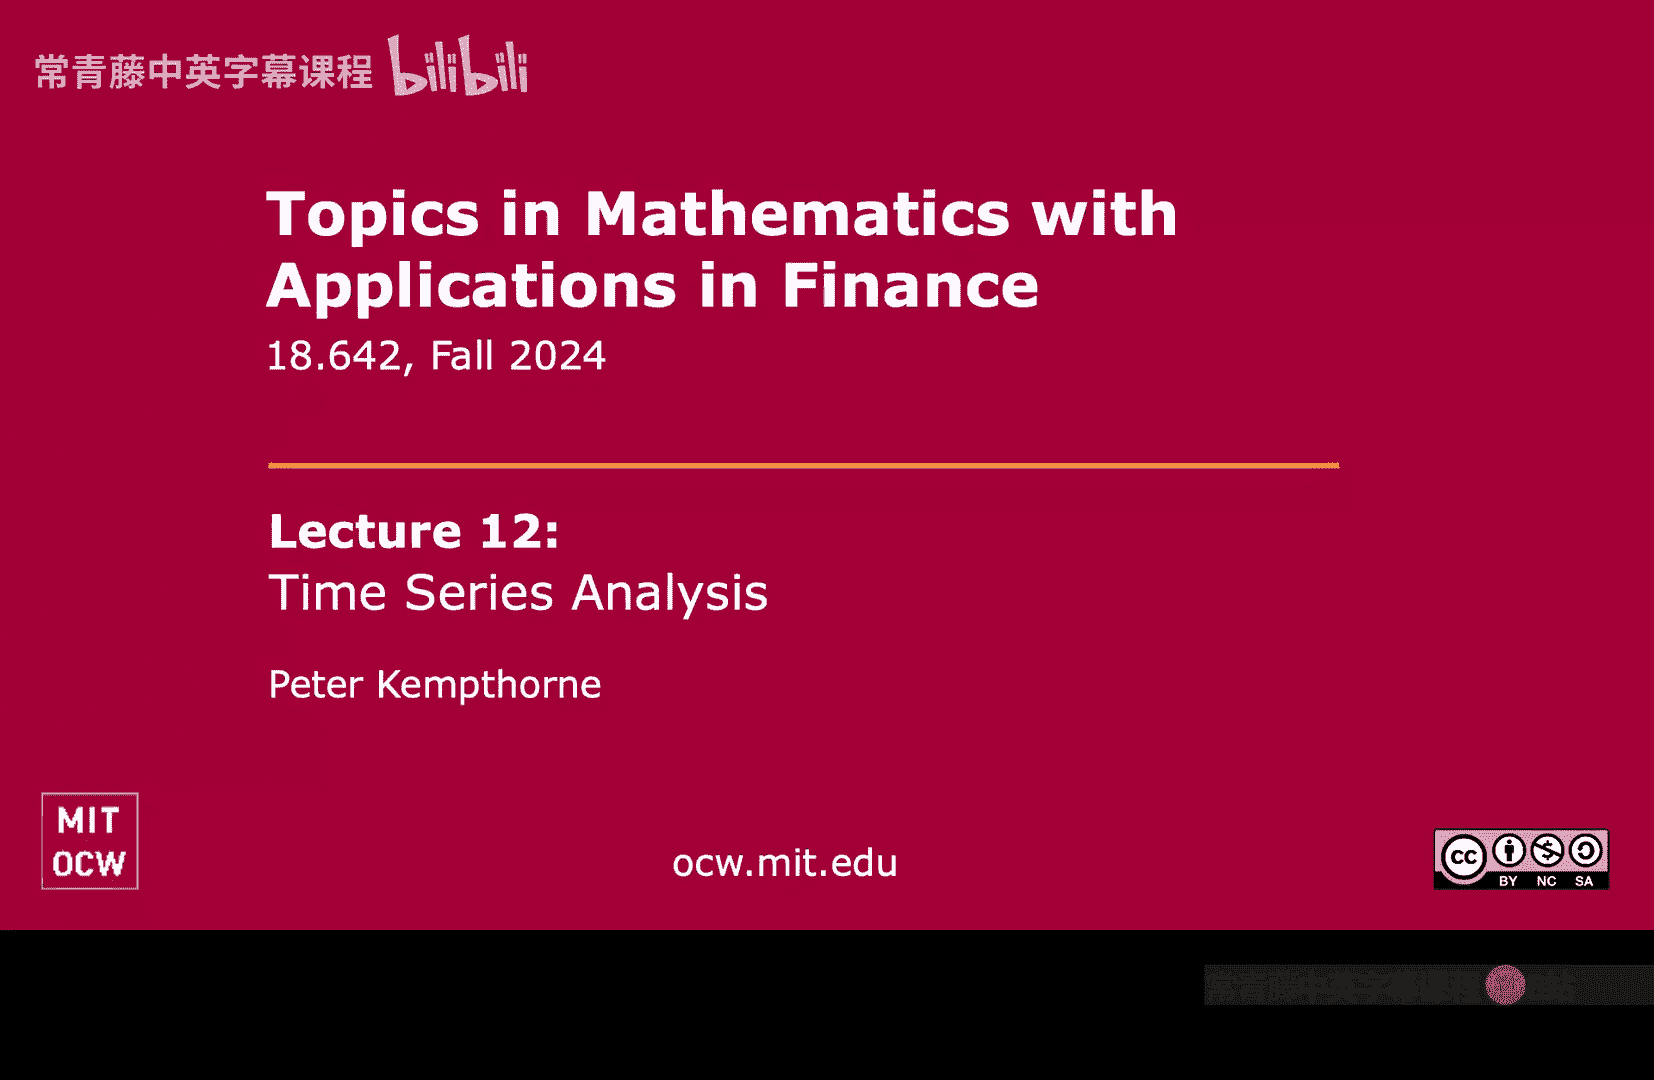 常青藤中英字幕课程 bilibili
Topics in Mathematics with
Applications in Finance
18.642, Fall 2024
Lecture 12:
Time Series Analysis
Peter Kempthorne
MIT
OCW
ocw.mit.edu
cc
BY NC SA